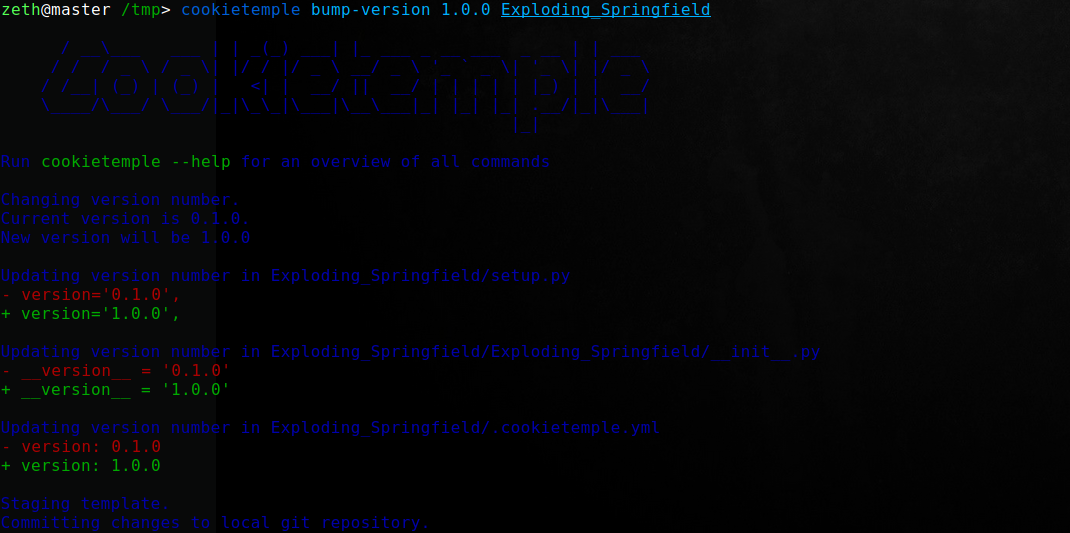 zeth@master /tmp> cookietemple bump-version 1.0.0 Exploding_Springfield
cookietemple
Run cookietemple --help for an overview of all commands
Changing version number.
Current version is 0.1.0.
New version will be 1.0.0
Updating version number in Exploding_Springfield/setup.py
- version='0.1.0',
+ version='1.0.0',
Updating version number in Exploding_Springfield/Exploding_Springfield/__init__.py
- __version__ = '0.1.0'
+ __version__ = '1.0.0'
Updating version number in Exploding_Springfield/.cookietemple.yml
- version: 0.1.0
+ version: 1.0.0
Staging template.
Committing changes to local git repository.